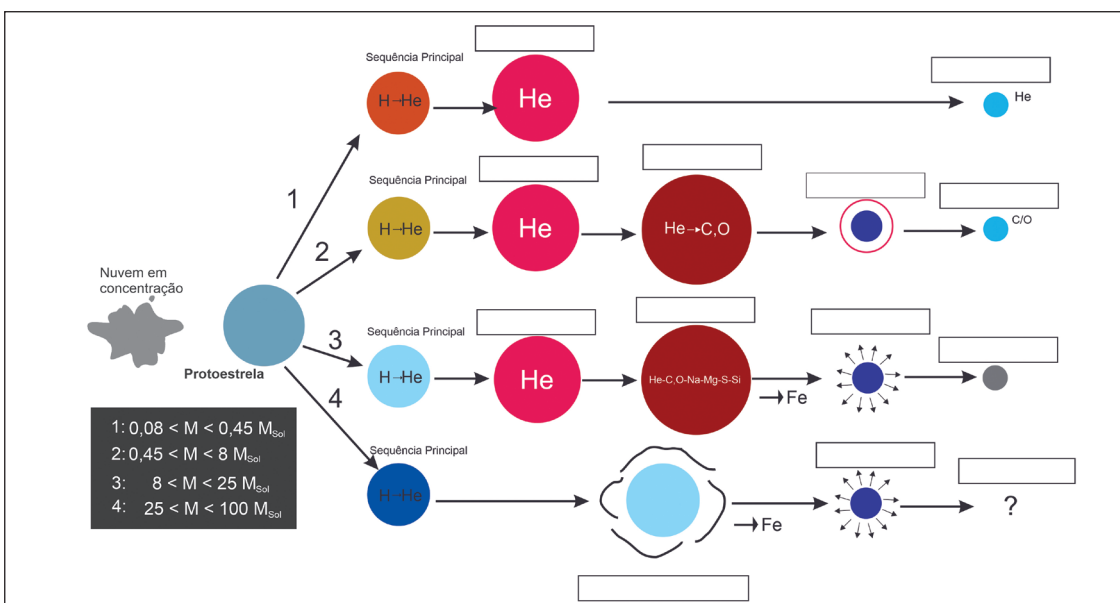 Sequência Principal
H→He
He
He
1
Sequência Principal
H→He
He
He→C,O
C/O
2
Nuvem em
concentração
Protoestrela
3
Sequência Principal
H→He
He
He-C,O-Na-Mg-S-Si
Fe
4
Sequência Principal
H→He
Fe
?
1: 0,08 < M < 0,45 MSol
2: 0,45 < M < 8 MSol
3: 8 < M < 25 MSol
4: 25 < M < 100 MSol